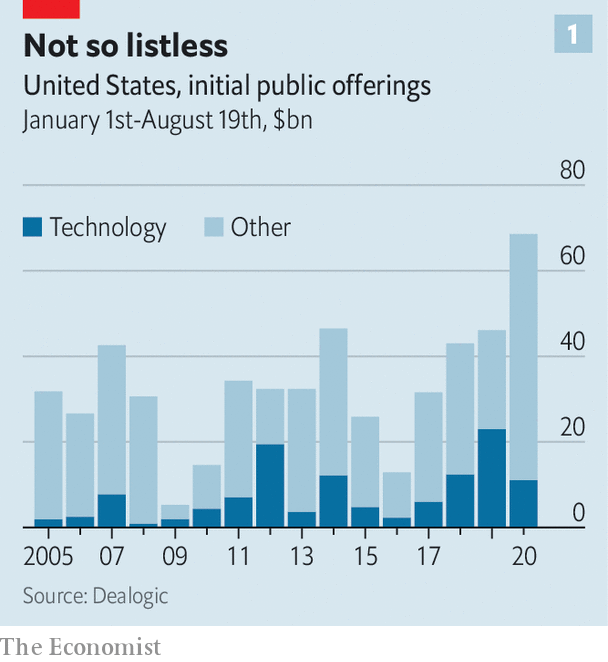 Not so listless
1
United States, initial public offerings
January 1st-August 19th, $bn
80
Technology
Other
60
40
20
0
2005 07 09 11 13 15 17 20
Source: Dealogic
The Economist